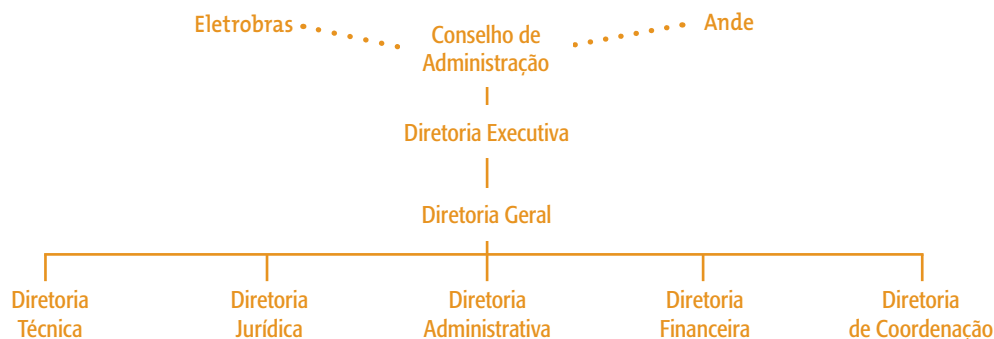 Eletrobras
Conselho de
Administração
Ande
Diretoria Executiva
Diretoria Geral
Diretoria
Técnica
Diretoria
Jurídica
Diretoria
Administrativa
Diretoria
Financeira
Diretoria
de Coordenação